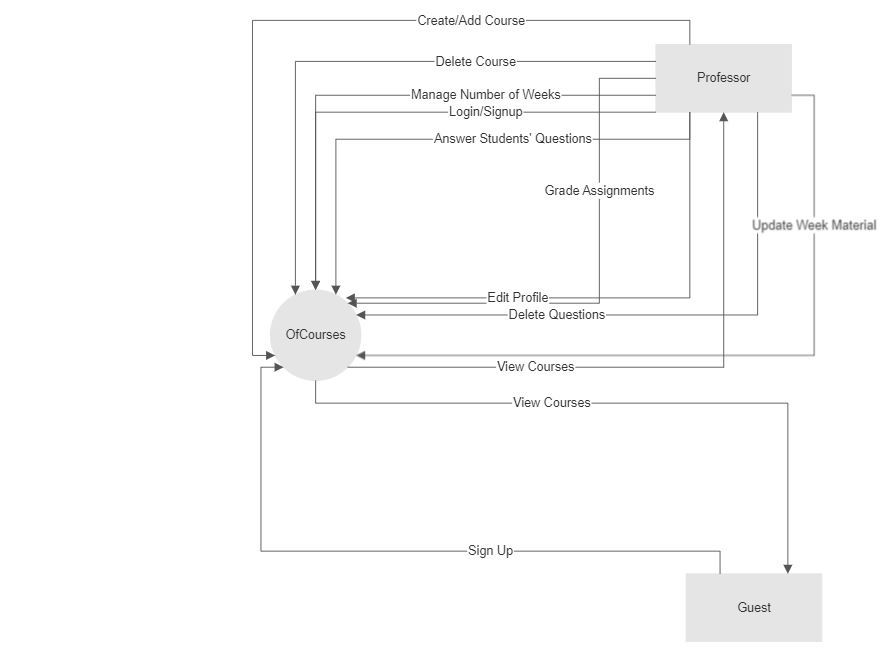 Create/Add Course
Delete Course
Professor
Manage Number of Weeks
Login/Signup
Answer Students' Questions
Grade Assignments
Update Week Material
Edit Profile
Delete Questions
OfCourses
View Courses
View Courses
Sign Up
Guest